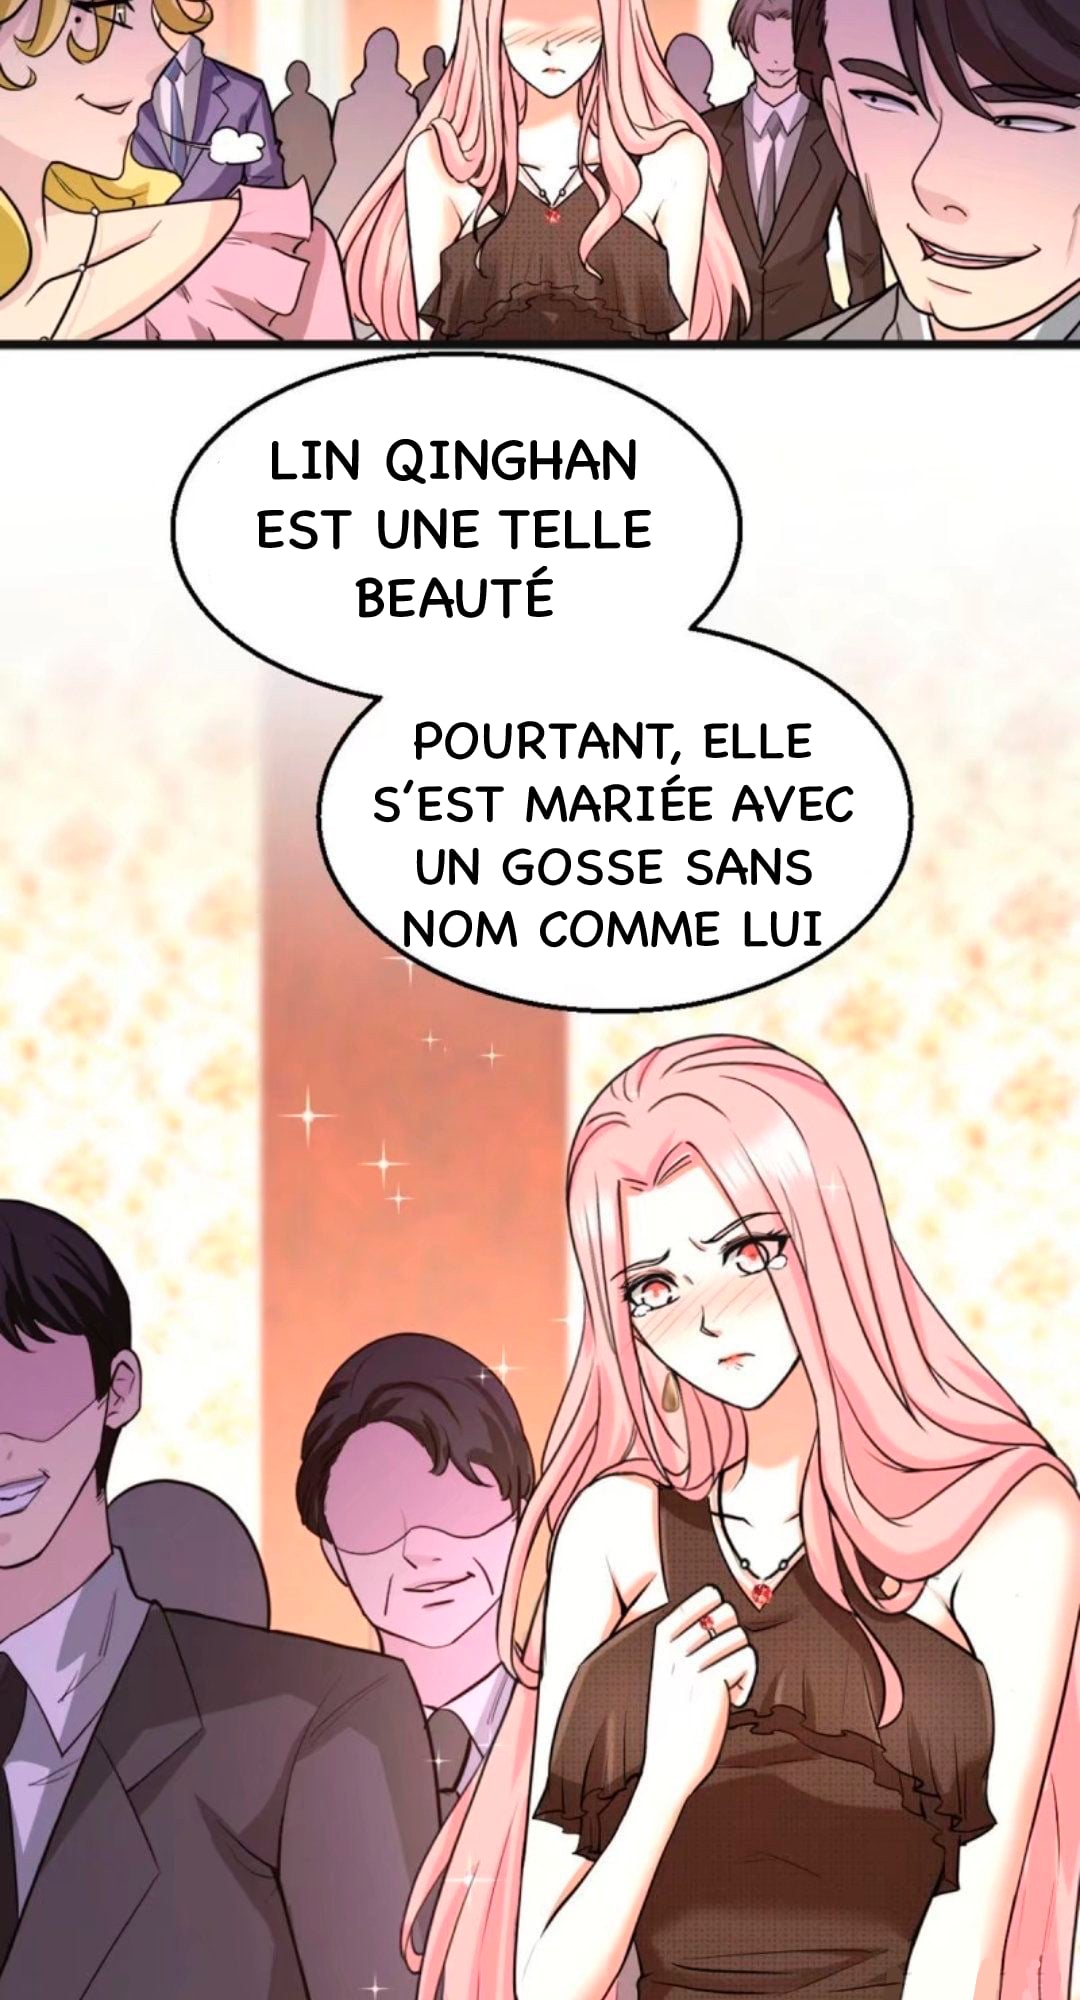 LIN QINGHAN
EST UNE TELLE
BEAUTÉ
POURTANT, ELLE
S'EST MARIÉE AVEC
UN GOSSE SANS
NOM COMME LUI